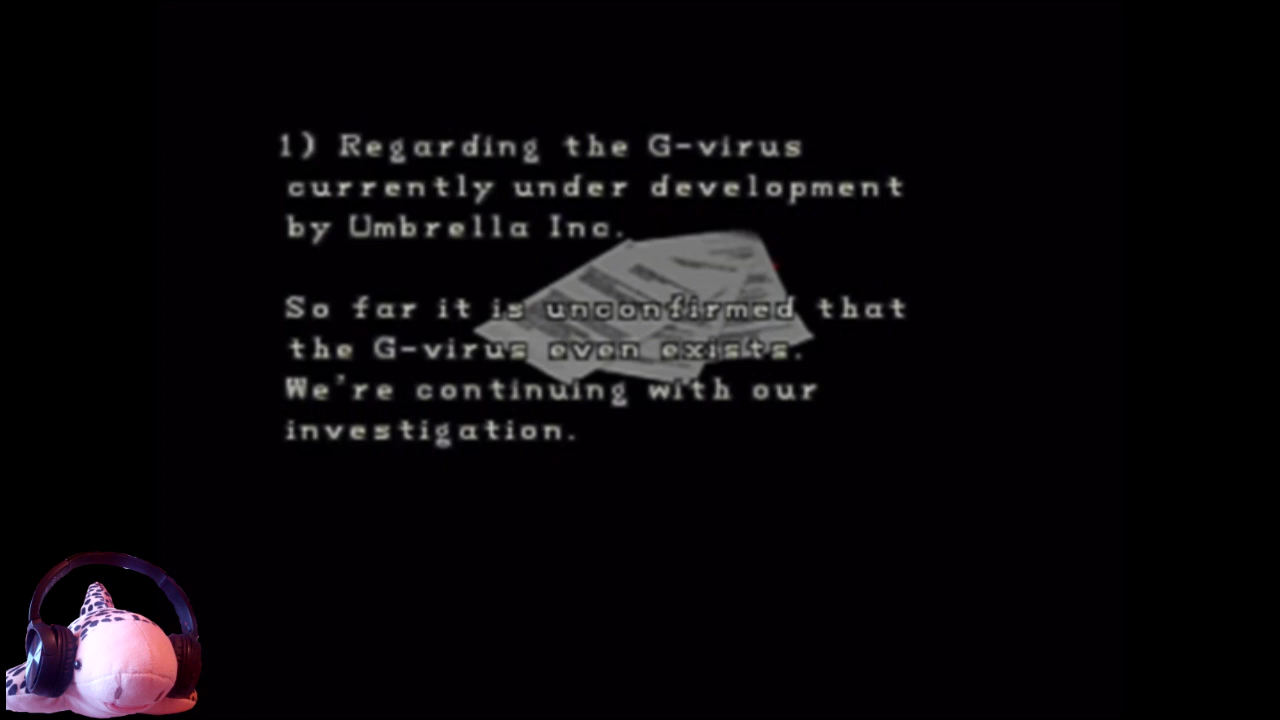 1) Regarding the G-virus
currently under development
by Umbrella Inc.
So far it is unconfirmed that
the G-virus even exists.
We're continuing with our
investigation.